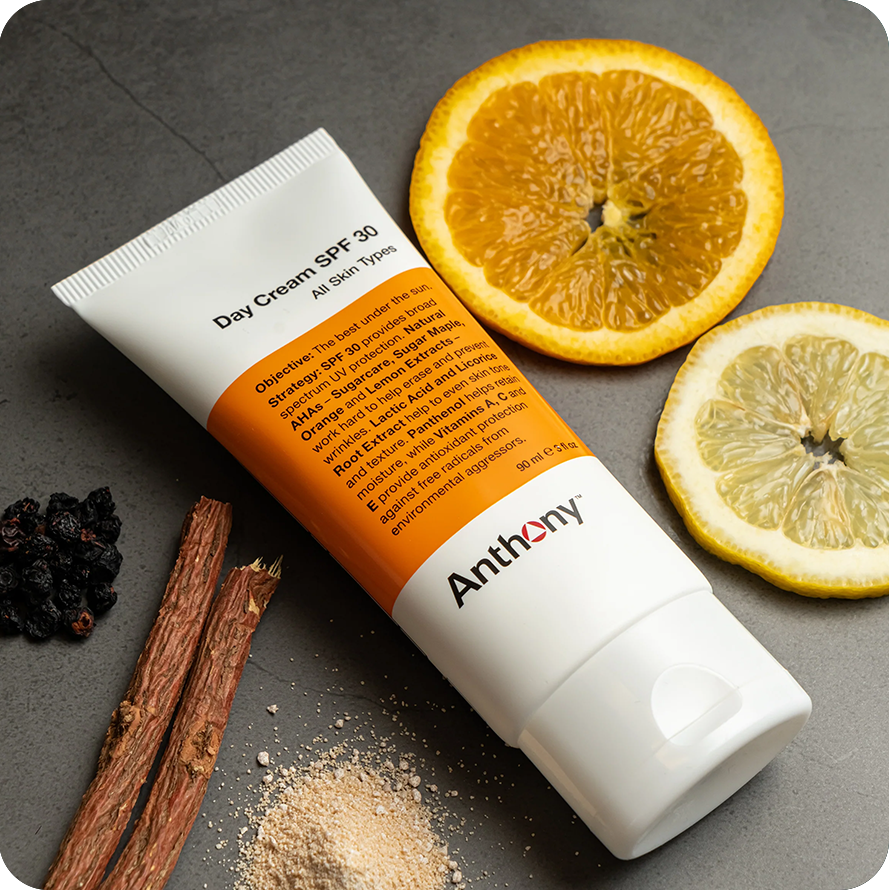 Day Cream SPF 30
All Skin Types
Objective: The best under the sun.
Strategy: SPF 30 provides broad
spectrum UV protection. Natural
AHAs – Sugarcare, Sugar Maple,
Orange and Lemon Extracts –
work hard to help erase and prevent
wrinkles. Lactic Acid and Licorice
Root Extract help to even skin tone
and texture. Panthenol helps retain
moisture, while Vitamins A, C and
E provide antioxidant protection
against free radicals from
environmental aggressors.
90 ml ℮ 3 fl.oz
Anthony™